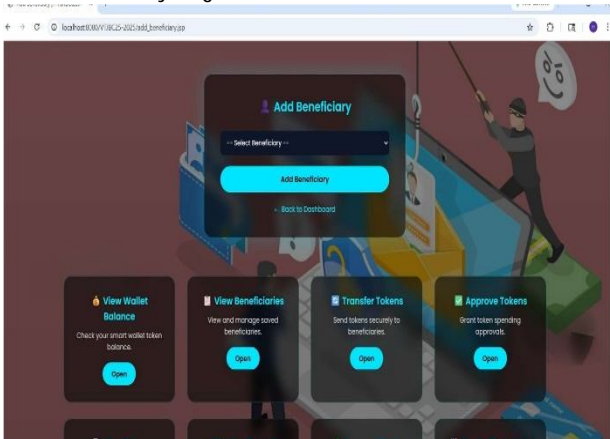 localhost:8080/VTJBC25-2025/add_beneficiary.jsp
Add Beneficiary
-- Select Beneficiary --
Add Beneficiary
← Back to Dashboard
View Wallet
Balance
Check your smart wallet token
balance.
Open
View Beneficiaries
View and manage saved
beneficiaries.
Open
Transfer Tokens
Send tokens securely to
beneficiaries.
Open
Approve Tokens
Grant token spending
approvals.
Open